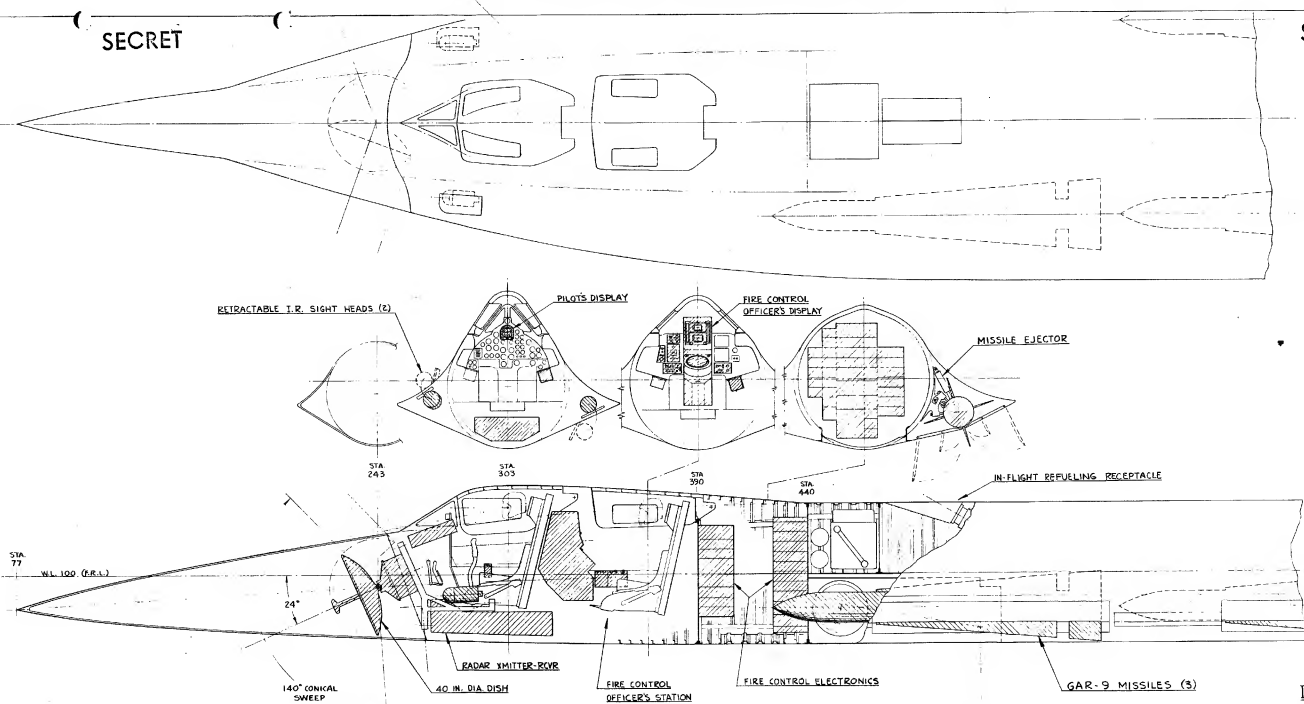 SECRET
S
RETRACTABLE I.R. SIGHT HEADS (2)
PILOT'S DISPLAY
FIRE CONTROL
OFFICER'S DISPLAY
MISSILE EJECTOR
STA.
243
STA.
303
STA
390
STA.
440
IN-FLIGHT REFUELING RECEPTACLE
STA.
77
W.L. 100 (F.R.L.)
24°
RADAR XMITTER-RCVR
140° CONICAL
SWEEP
40 IN. DIA. DISH
FIRE CONTROL
OFFICER'S STATION
FIRE CONTROL ELECTRONICS
GAR-9 MISSILES (3)